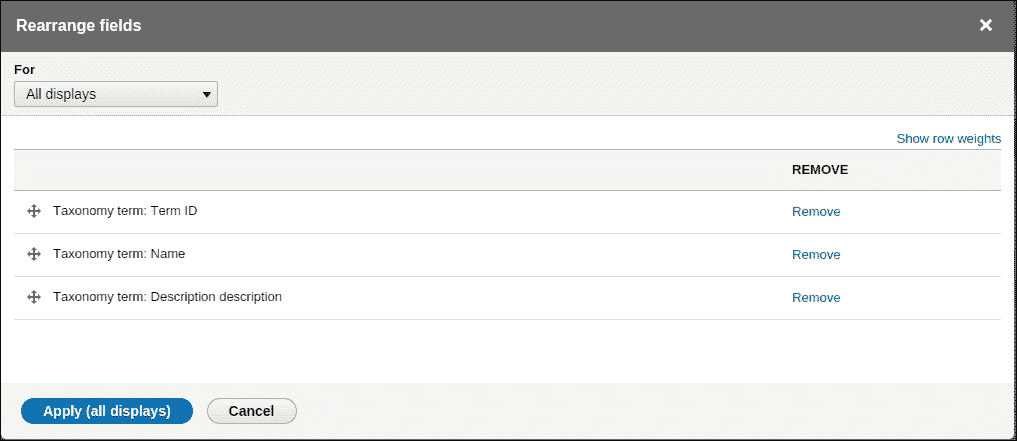 Rearrange fields
For
All displays
Show row weights
REMOVE
Taxonomy term: Term ID Remove
Taxonomy term: Name Remove
Taxonomy term: Description description Remove
Apply (all displays) Cancel